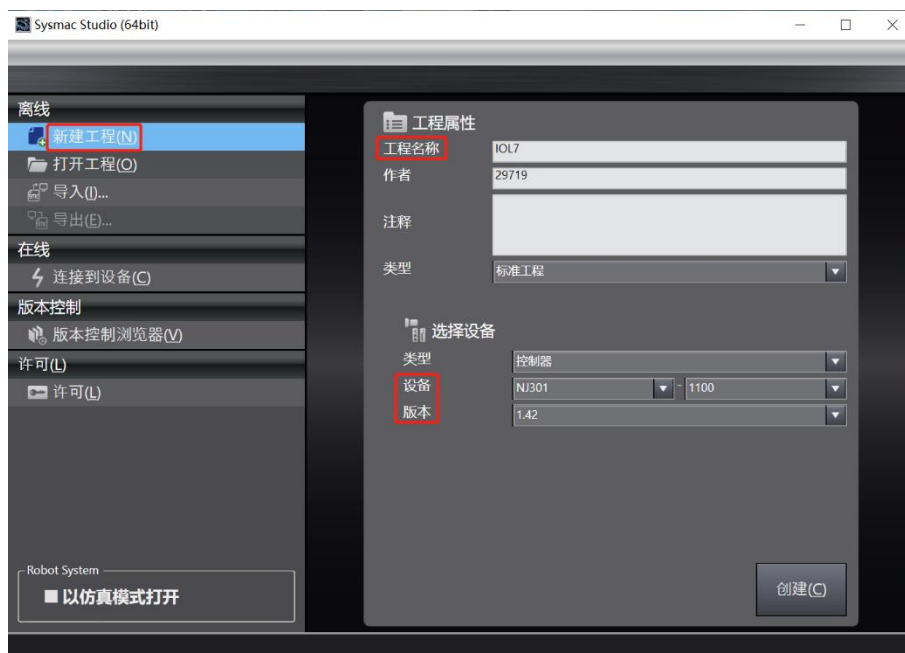 Sysmac Studio (64bit)
离线
新建工程(N)
打开工程(O)
导入(I)...
导出(E)...
在线
连接到设备(C)
版本控制
版本控制浏览器(V)
许可(L)
许可(L)
Robot System
以仿真模式打开
工程属性
工程名称 IOL7
作者 29719
注释
类型 标准工程
选择设备
类型 控制器
设备 NJ301 - 1100
版本 1.42
创建(C)